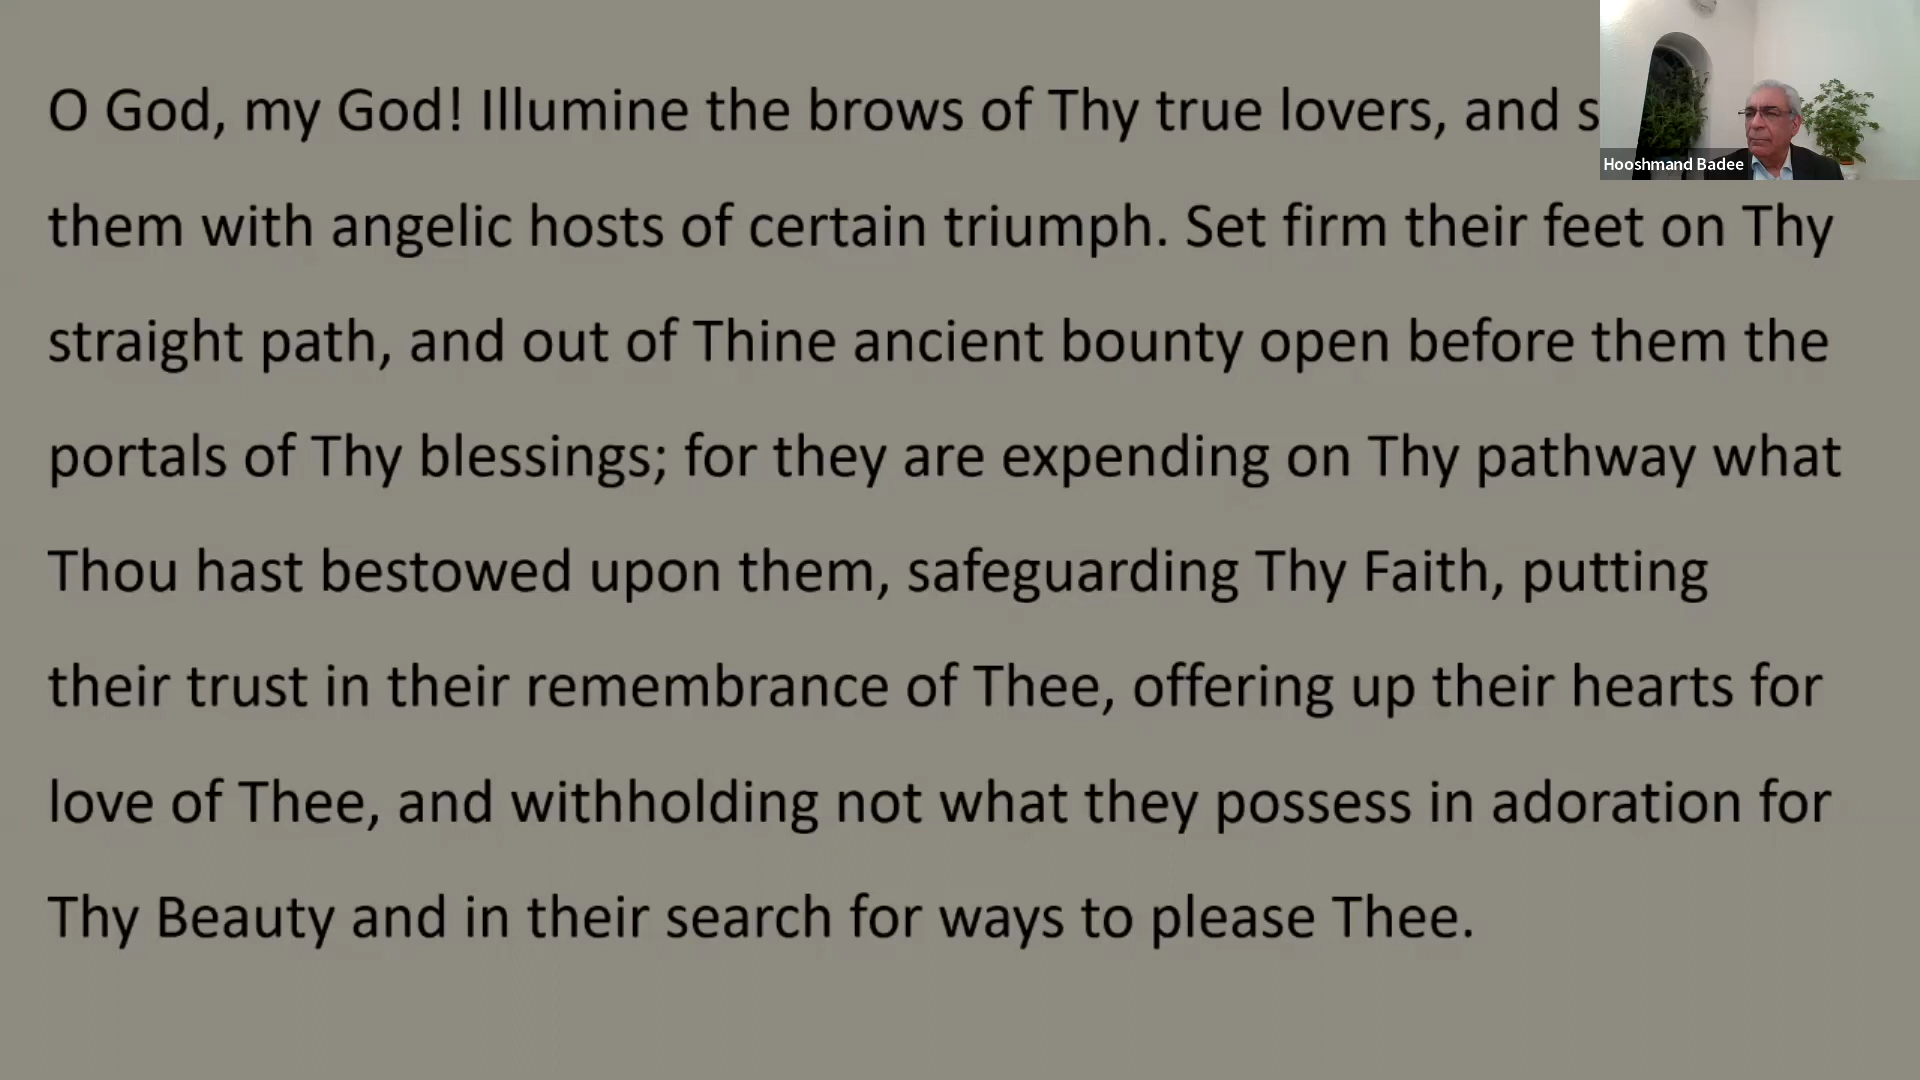 O God, my God! Illumine the brows of Thy true lovers, and s
Hooshmand Badee
them with angelic hosts of certain triumph. Set firm their feet on Thy
straight path, and out of Thine ancient bounty open before them the
portals of Thy blessings; for they are expending on Thy pathway what
Thou hast bestowed upon them, safeguarding Thy Faith, putting
their trust in their remembrance of Thee, offering up their hearts for
love of Thee, and withholding not what they possess in adoration for
Thy Beauty and in their search for ways to please Thee.